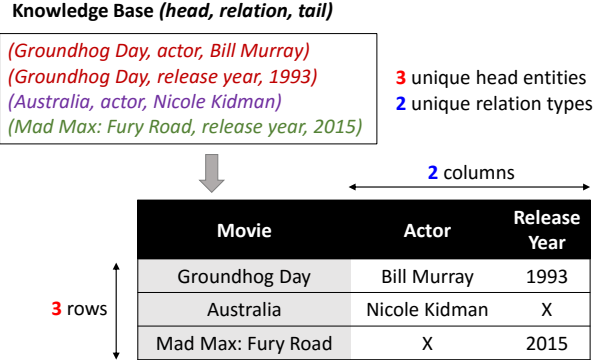 Knowledge Base (head, relation, tail)
(Groundhog Day, actor, Bill Murray)
(Groundhog Day, release year, 1993)
(Australia, actor, Nicole Kidman)
(Mad Max: Fury Road, release year, 2015)
3 unique head entities
2 unique relation types
2 columns
Movie Actor Release Year
Groundhog Day Bill Murray 1993
3 rows
Australia Nicole Kidman X
Mad Max: Fury Road X 2015